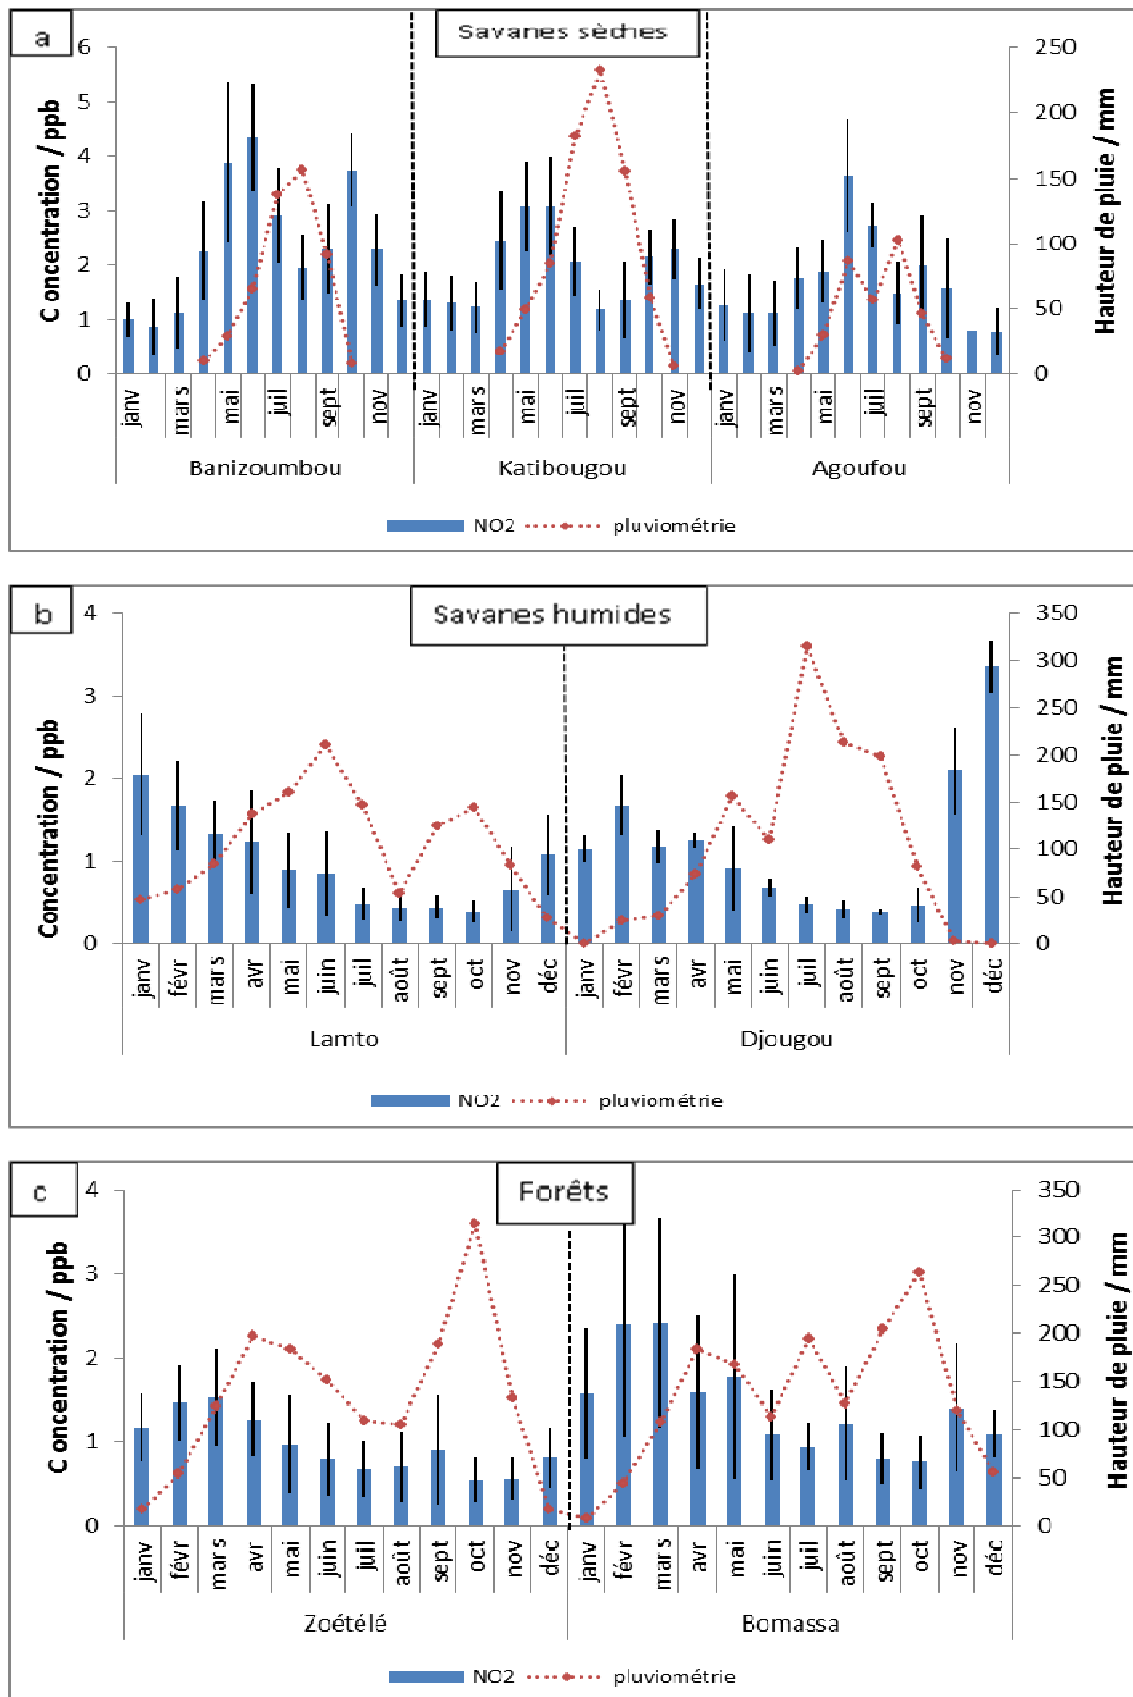 a
Savanes sèches
6
5
4
3
2
1
0
C oncentration / ppb
250
200
150
100
50
0
Hauteur de pluie / mm
janv mars mai juil sept nov janv mars mai juil sept nov janv mars mai juil sept nov
Banizoumbou Katibougou Agoufou
NO2 pluviométrie
b
Savanes humides
4
3
2
1
0
Concentration / ppb
350
300
250
200
150
100
50
0
Hauteur de pluie / mm
janv févr mars avr mai juin juil août sept oct nov déc janv févr mars avr mai juin juil août sept oct nov déc
Lamto Djougou
NO2 pluviométrie
c
Forêts
4
3
2
1
0
C oncentration / ppb
350
300
250
200
150
100
50
0
Hauteur de pluie / mm
janv févr mars avr mai juin juil août sept oct nov déc janv févr mars avr mai juin juil août sept oct nov déc
Zoétélé Bomassa
NO2 pluviométrie